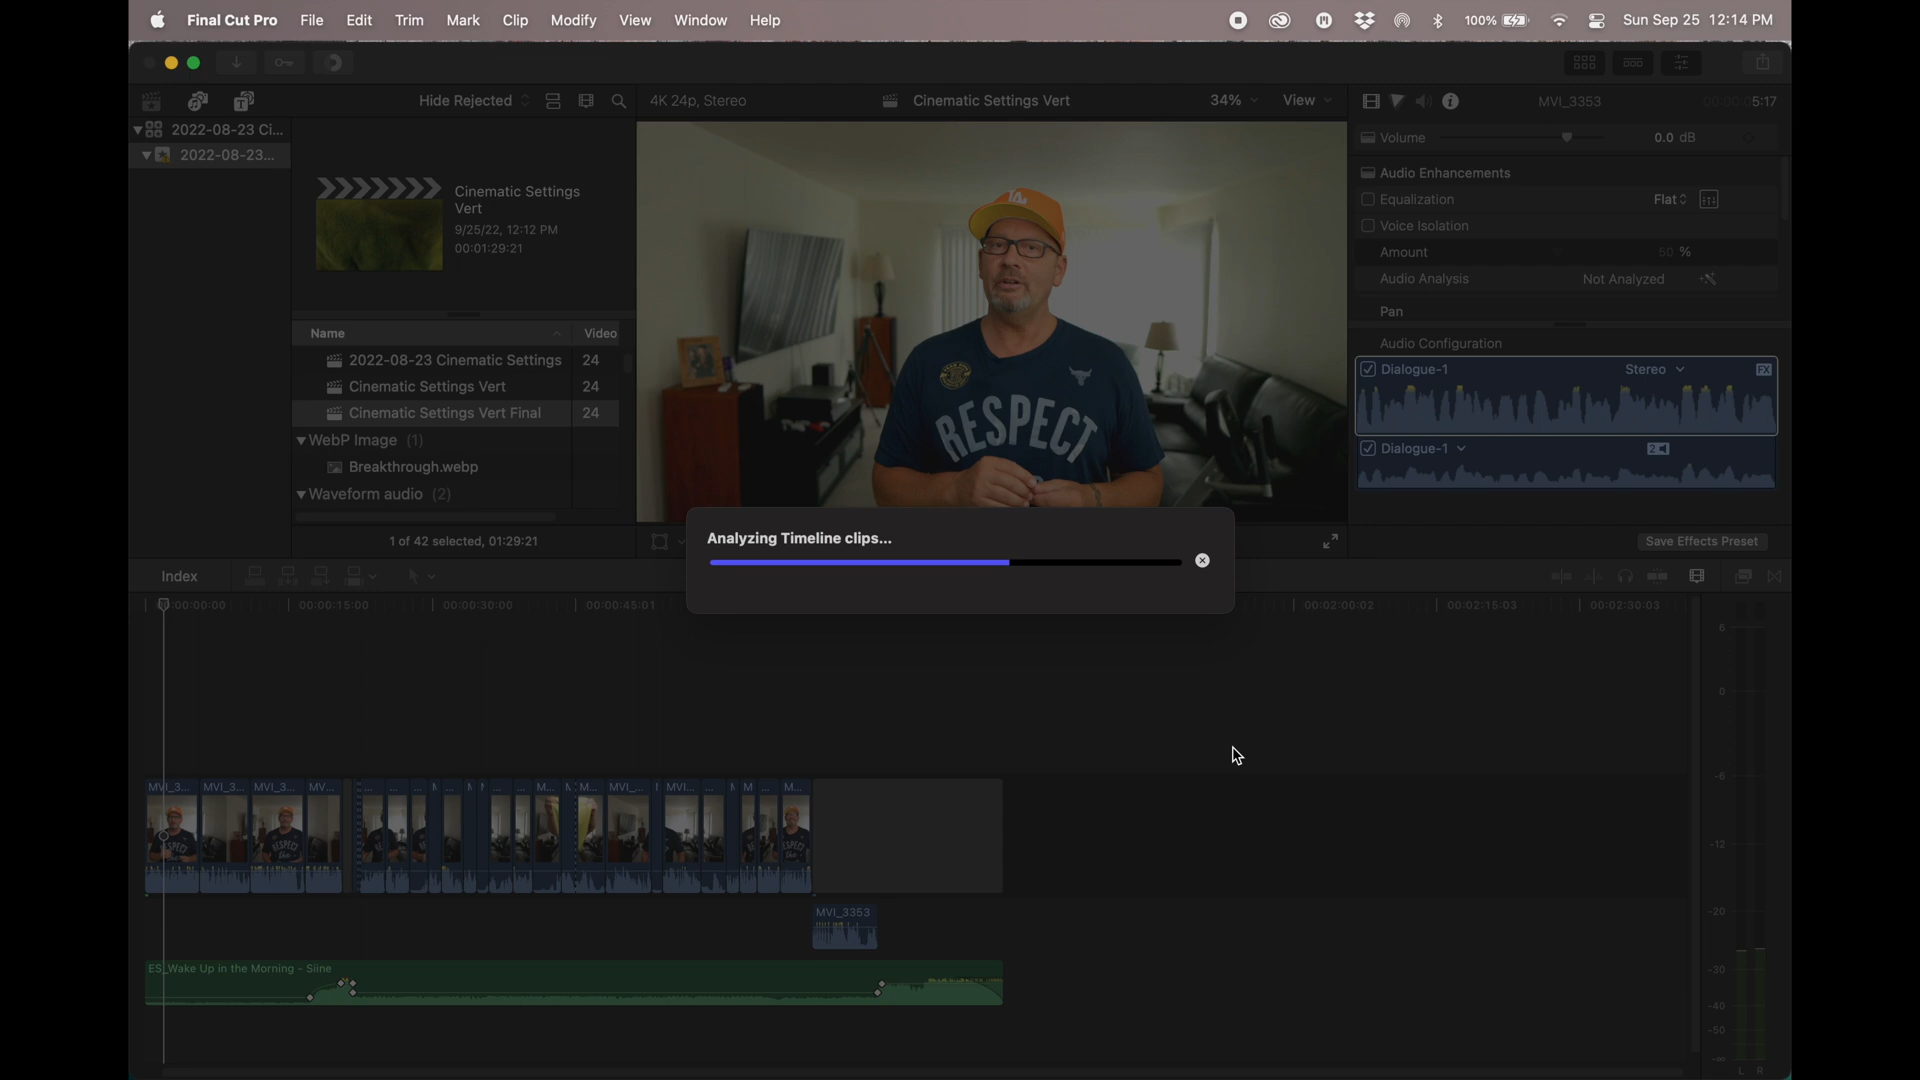 Final Cut Pro File Edit Trim Mark Clip Modify View Window Help 100% Sun Sep 25 12:14 PM
Hide Rejected 4K 24p, Stereo Cinematic Settings Vert 34% View MVI_3353 00:00:05:17
2022-08-23 Ci...
2022-08-23...
Cinematic Settings
Vert
9/25/22, 12:12 PM
00:01:29:21
Name Video
2022-08-23 Cinematic Settings 24
Cinematic Settings Vert 24
Cinematic Settings Vert Final 24
WebP Image (1)
Breakthrough.webp
Waveform audio (2)
1 of 42 selected, 01:29:21
LA
RESPECT
Volume 0.0 dB
Audio Enhancements
Equalization Flat
Voice Isolation
Amount 50 %
Audio Analysis Not Analyzed
Pan
Audio Configuration
Dialogue-1 Stereo FX
Dialogue-1 2
Save Effects Preset
Analyzing Timeline clips...
Index
00:00:00:00 00:00:15:00 00:00:30:00 00:00:45:01 00:02:00:02 00:02:15:03 00:02:30:03
MVI_3... MVI_3... MVI_3... MV... ... ... ... M ... M M ... ... M... M M... MVI_... MVI... ... M M ... M...
MVI_3353
ES_Wake Up in the Morning - Siine
6
0
-6
-12
-20
-30
-40
-50
-∞
L R